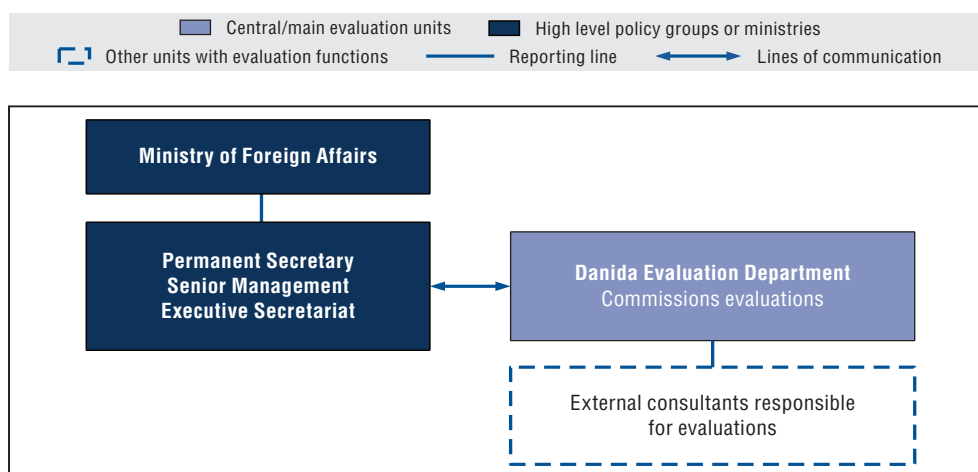 Central/main evaluation units High level policy groups or ministries
Other units with evaluation functions Reporting line Lines of communication
Ministry of Foreign Affairs
Permanent Secretary
Senior Management
Executive Secretariat
Danida Evaluation Department
Commissions evaluations
External consultants responsible
for evaluations